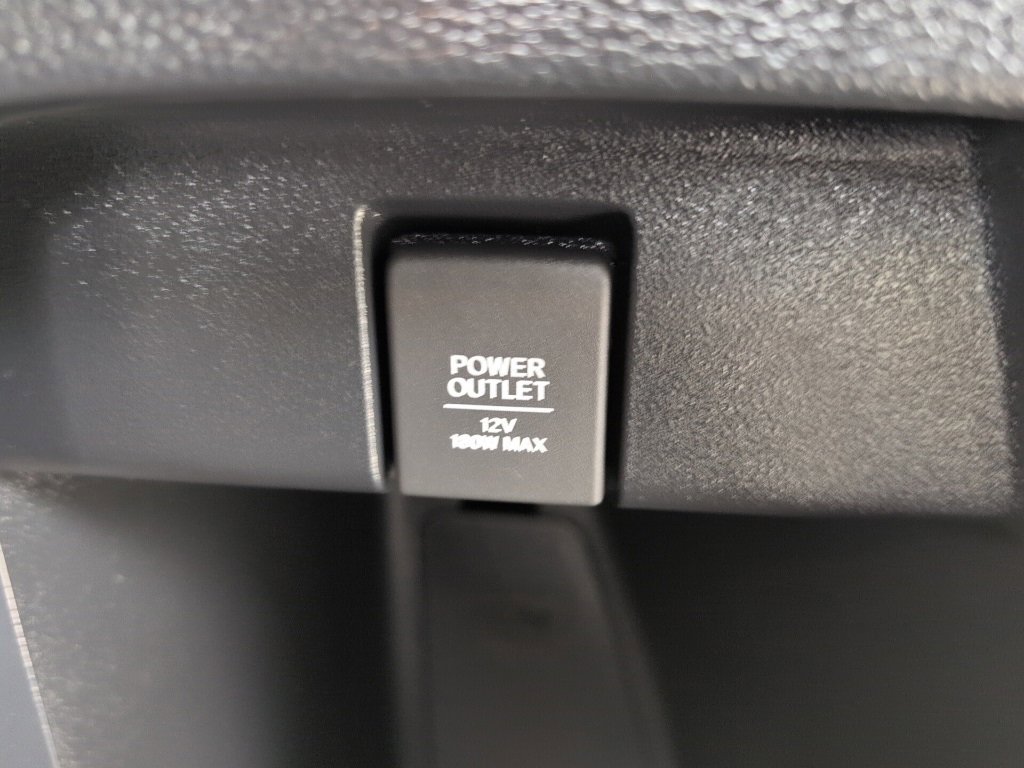 POWER
OUTLET
12V
180W MAX